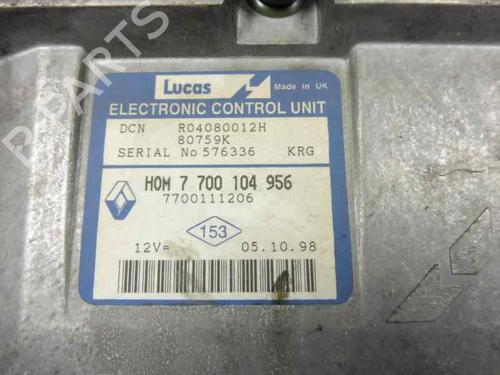 Lucas Made in UK
ELECTRONIC CONTROL UNIT
DCN R04080012H
80759K
SERIAL No 576336 KRG
HOM 7 700 104 956
7700111206
153
12V= 05.10.98
B PARTS